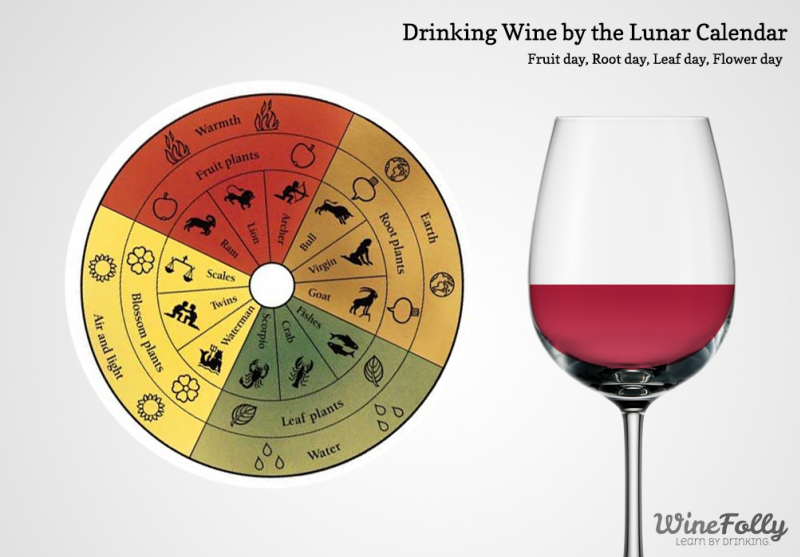 Drinking Wine by the Lunar Calendar
Fruit day, Root day, Leaf day, Flower day
Warmth
Fruit plants
Ram
Lion
Archer
Earth
Root plants
Bull
Virgin
Goat
Water
Leaf plants
Fishes
Crab
Scorpio
Air and light
Blossom plants
Waterman
Twins
Scales
WineFolly
LEARN BY DRINKING.